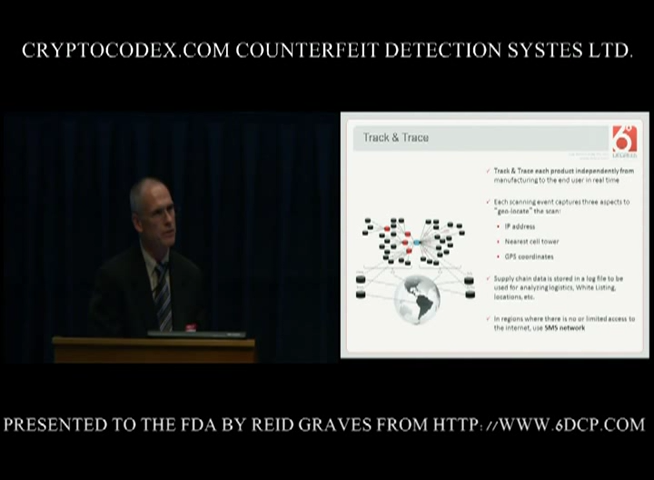 CRYPTOCODEX.COM COUNTERFEIT DETECTION SYSTES LTD.
Track & Trace
6°
Track & Trace each product independently from
manufacturing to the end user in real time
Each scanning event captures three aspects to
"geo-locate" the scan:
IP address
Nearest cell tower
GPS coordinates
Supply chain data is stored in a log file to be
used for analyzing logistics, White Listing,
locations, etc.
In regions where there is no or limited access to
the internet, use SMS network
PRESENTED TO THE FDA BY REID GRAVES FROM HTTP://WWW.6DCP.COM